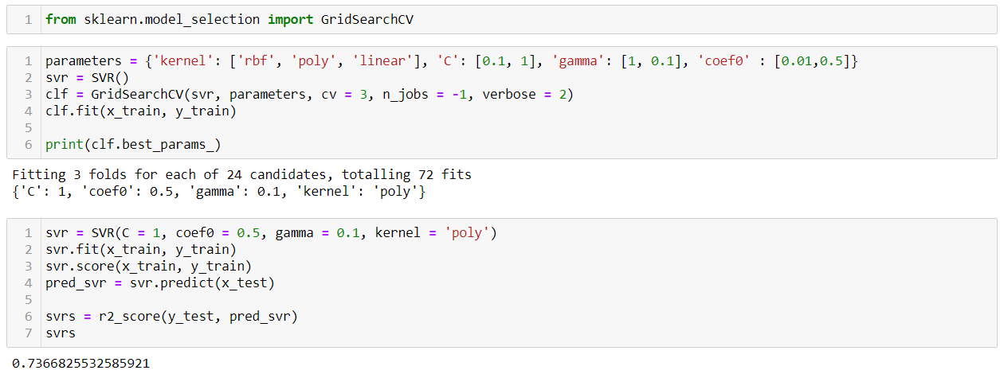 1 from sklearn.model_selection import GridSearchCV
1 parameters = {'kernel': ['rbf', 'poly', 'linear'], 'C': [0.1, 1], 'gamma': [1, 0.1], 'coef0' : [0.01,0.5]}
2 svr = SVR()
3 clf = GridSearchCV(svr, parameters, cv = 3, n_jobs = -1, verbose = 2)
4 clf.fit(x_train, y_train)
5
6 print(clf.best_params_)
Fitting 3 folds for each of 24 candidates, totalling 72 fits
{'C': 1, 'coef0': 0.5, 'gamma': 0.1, 'kernel': 'poly'}
1 svr = SVR(C = 1, coef0 = 0.5, gamma = 0.1, kernel = 'poly')
2 svr.fit(x_train, y_train)
3 svr.score(x_train, y_train)
4 pred_svr = svr.predict(x_test)
5
6 svrs = r2_score(y_test, pred_svr)
7 svrs
0.7366825532585921